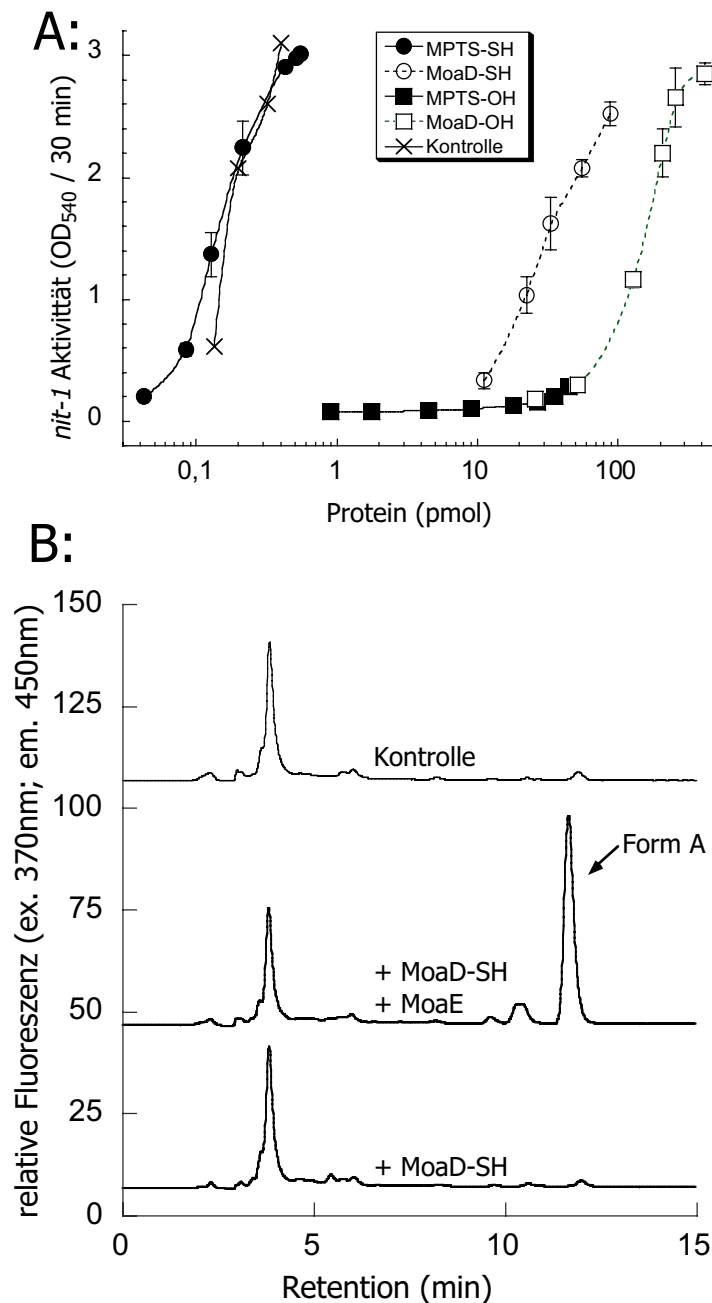 A:
3
2
1
0
nit-1 Aktivittät (OD540 / 30 min)
MPTS-SH
MoaD-SH
MPTS-OH
MoaD-OH
Kontrolle
0,1
1
10
100
Protein (pmol)
B:
150
125
100
75
50
25
0
relative Fluoreszenz (ex. 370nm; em. 450nm)
Kontrolle
Form A
+ MoaD-SH
+ MoaE
+ MoaD-SH
0
5
10
15
Retention (min)